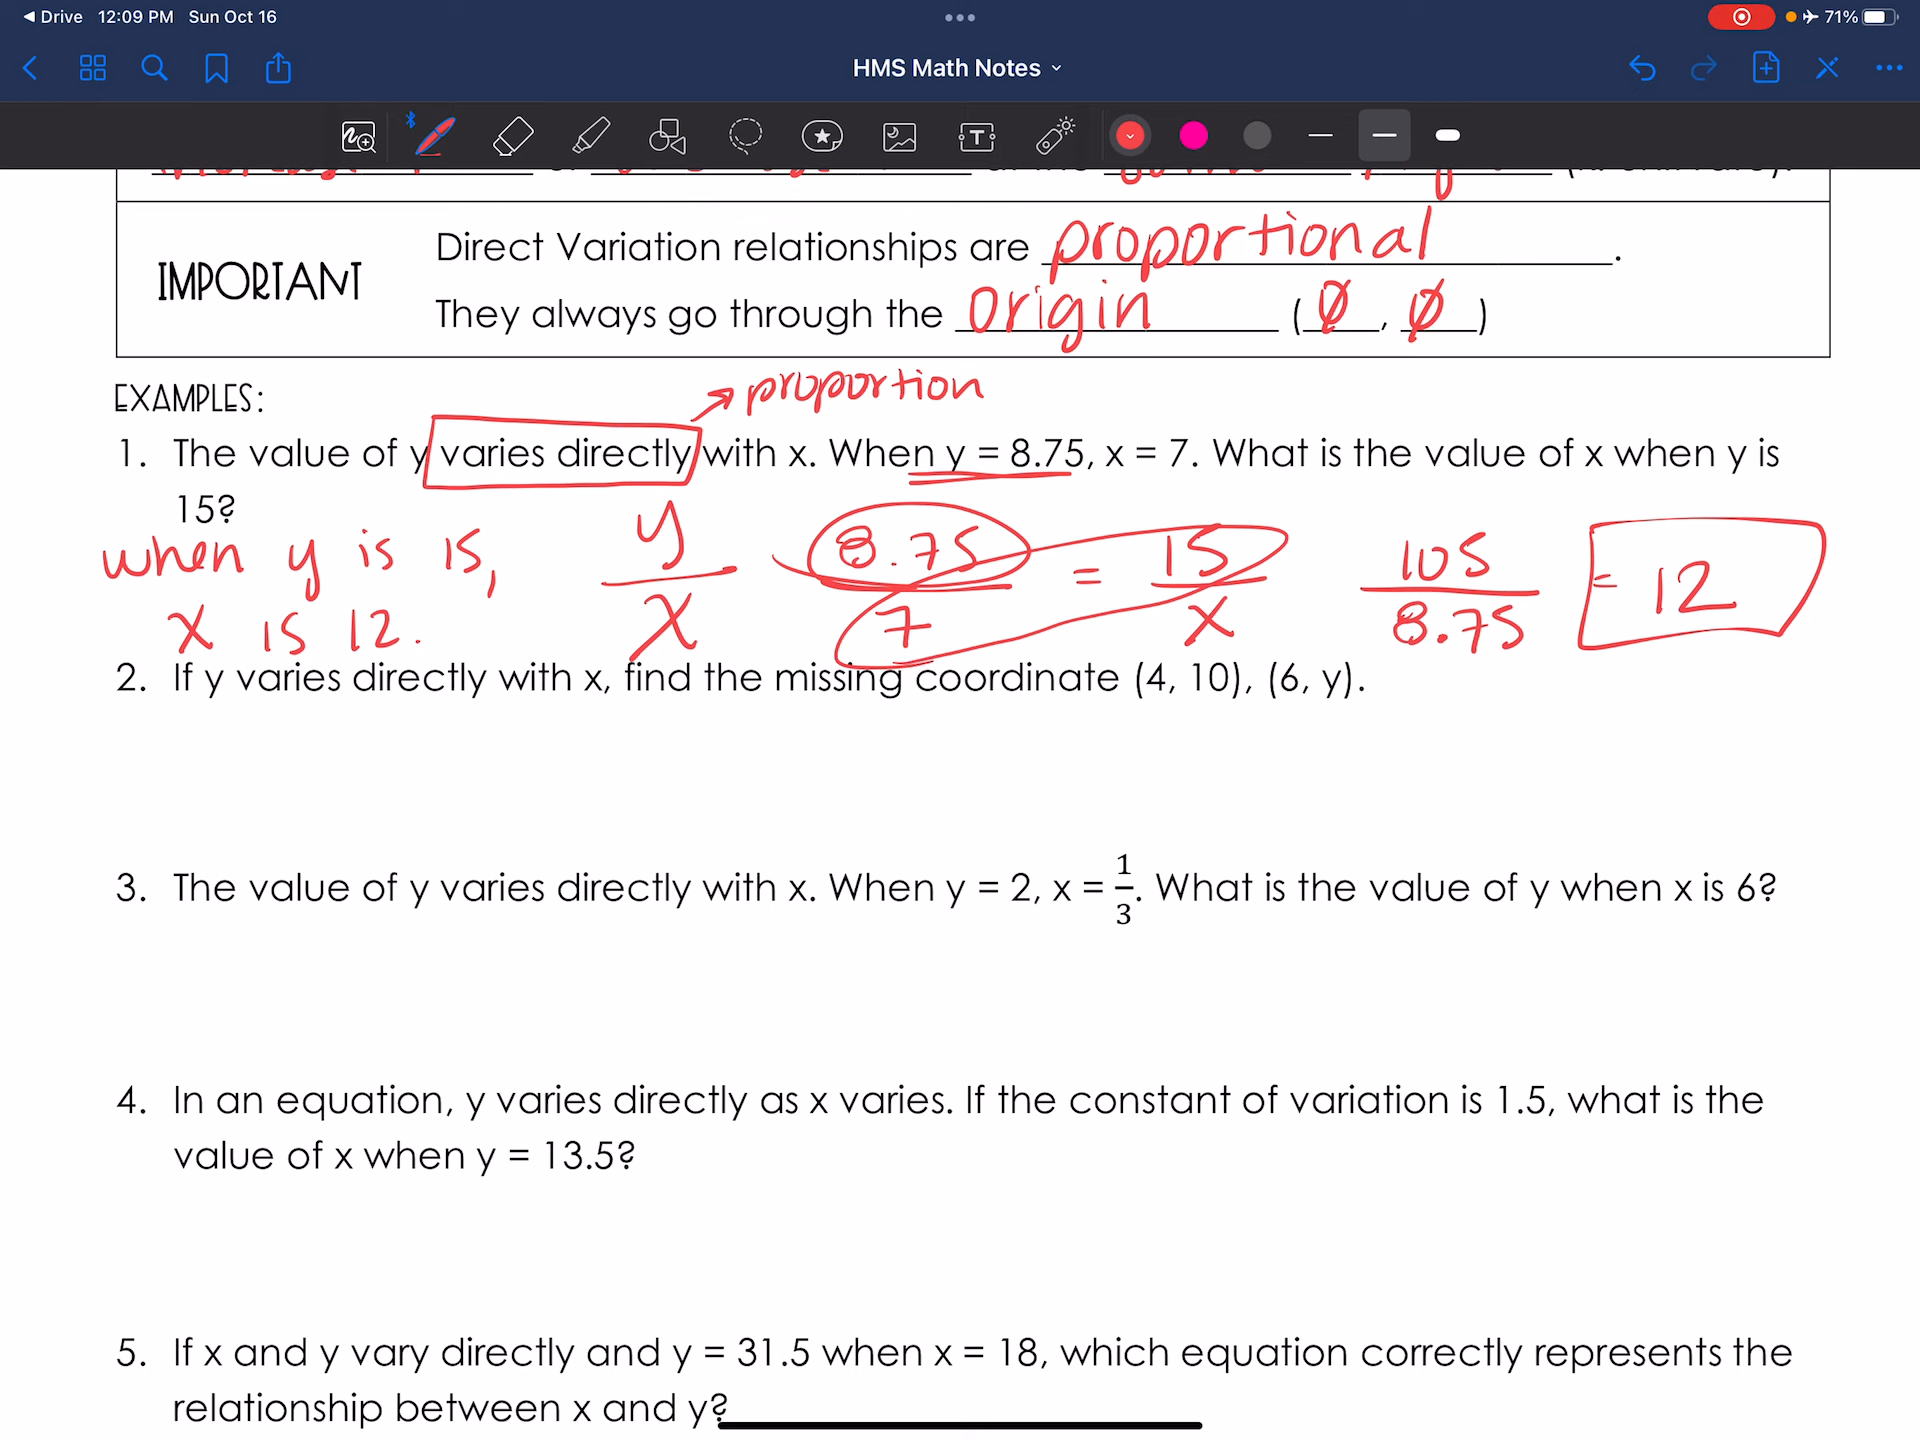 Drive 12:09 PM Sun Oct 16
71%
HMS Math Notes
T
IMPORTANT
Direct Variation relationships are proportional.
They always go through the origin (0, 0)
EXAMPLES:
→ proportion
1. The value of y varies directly with x. When y = 8.75, x = 7. What is the value of x when y is
15?
when y is 15,
x is 12.
y/x 8.75/7 = 15/x 105/8.75 = 12
2. If y varies directly with x, find the missing coordinate (4, 10), (6, y).
3. The value of y varies directly with x. When y = 2, x = 1/3. What is the value of y when x is 6?
4. In an equation, y varies directly as x varies. If the constant of variation is 1.5, what is the
value of x when y = 13.5?
5. If x and y vary directly and y = 31.5 when x = 18, which equation correctly represents the
relationship between x and y?